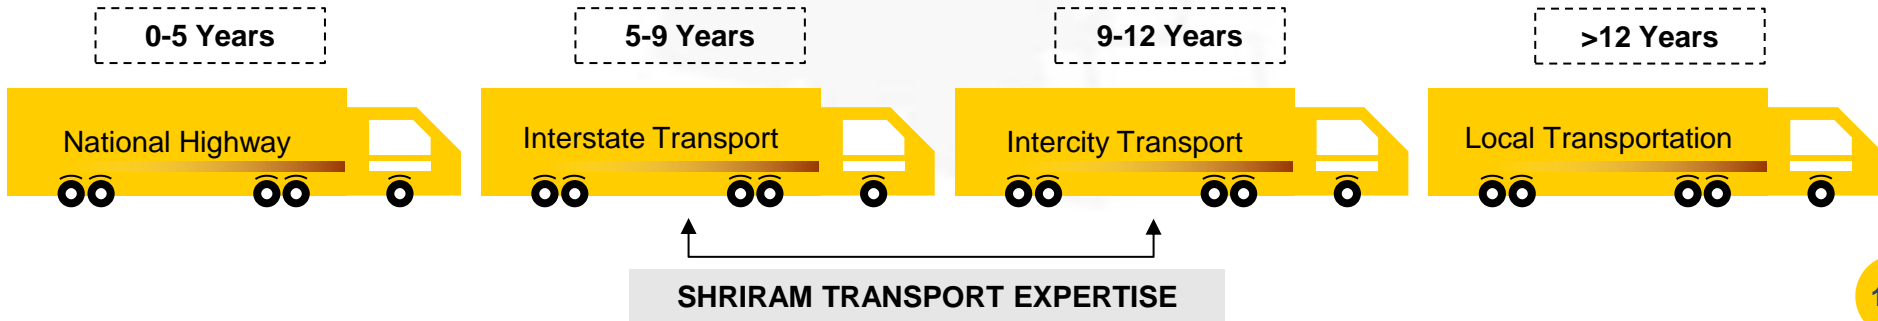 0-5 Years
5-9 Years
9-12 Years
>12 Years
National Highway
Interstate Transport
Intercity Transport
Local Transportation
SHRIRAM TRANSPORT EXPERTISE